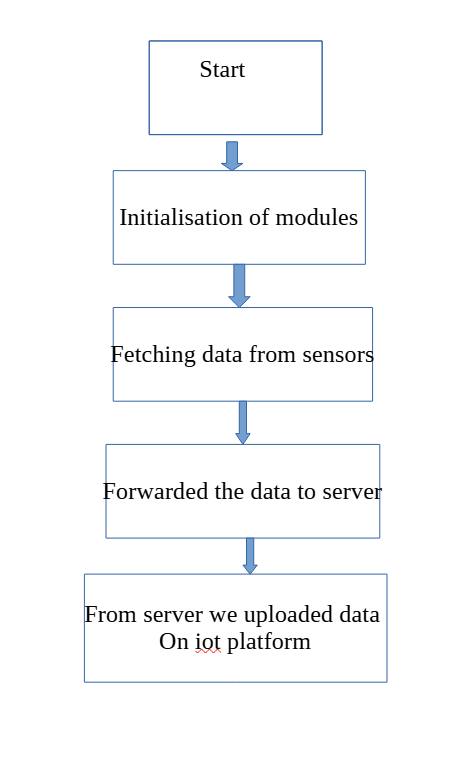 Start
Initialisation of modules
Fetching data from sensors
Forwarded the data to server
From server we uploaded data
On iot platform